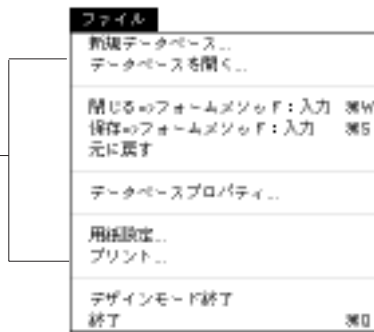 ファイル
新規データベース...
データベースを開く...
閉じる⇨フォームメソッド：入力 ⌘W
保存⇨フォームメソッド：入力 ⌘S
元に戻す
データベースプロパティ...
用紙設定...
プリント...
デザインモード終了
終了 ⌘Q